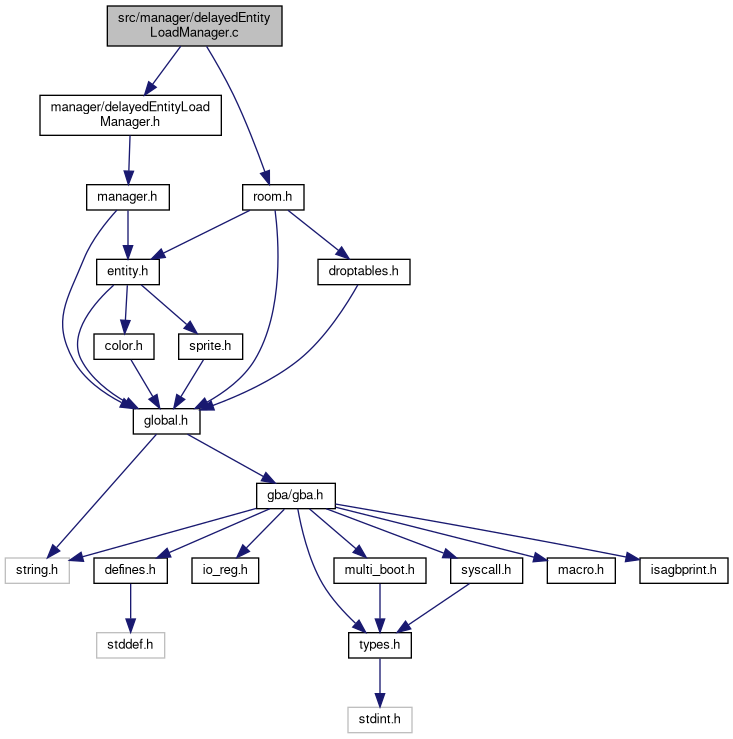 src/manager/delayedEntity
LoadManager.c
manager/delayedEntityLoad
Manager.h
manager.h
room.h
entity.h
droptables.h
color.h
sprite.h
global.h
gba/gba.h
string.h
defines.h
io_reg.h
multi_boot.h
syscall.h
macro.h
isagbprint.h
stddef.h
types.h
stdint.h